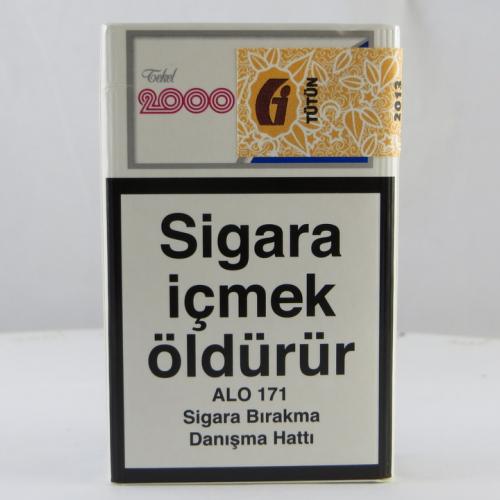 Tekel
2000
G
TÜTÜN
2013
Sigara
içmek
öldürür
ALO 171
Sigara Bırakma
Danışma Hattı